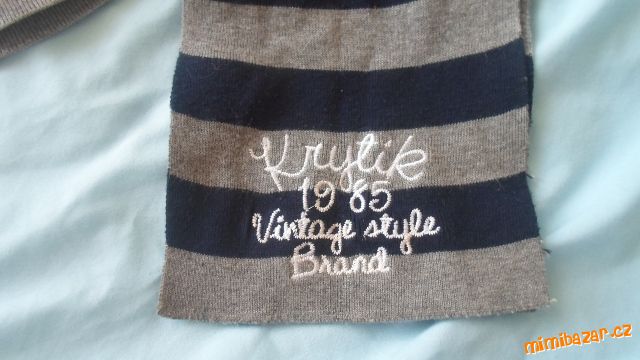 Krytik
1985
Vintage style
Brand
mimibazar.cz